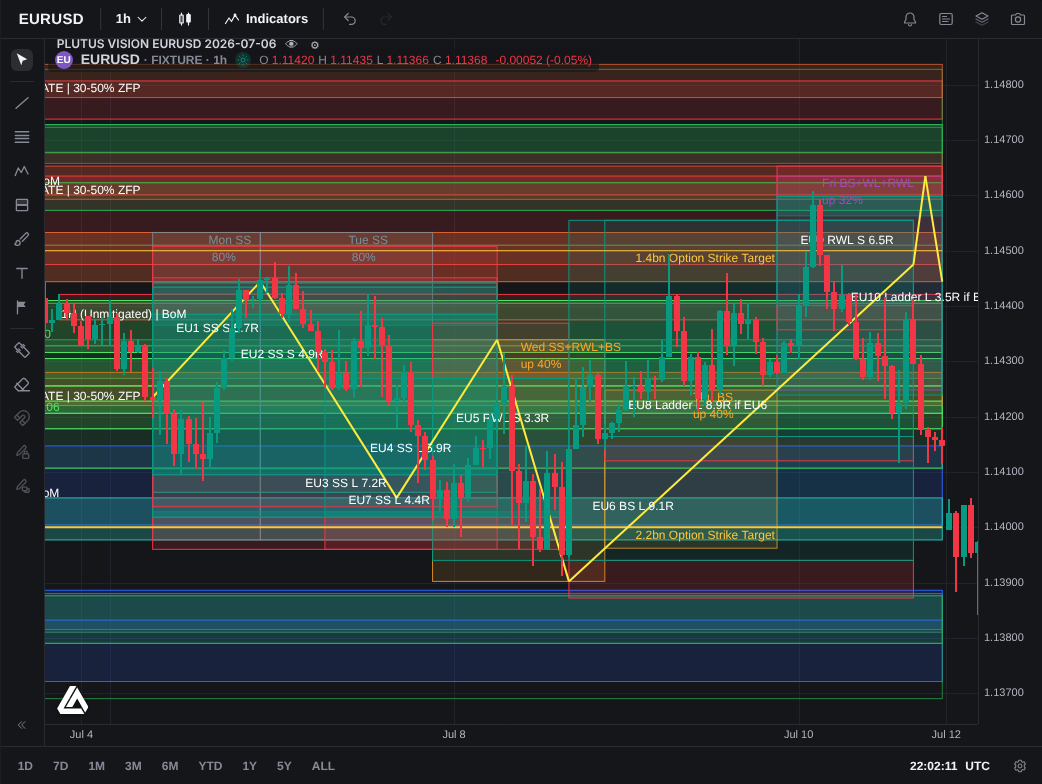 EURUSD 1h Indicators
PLUTUS VISION EURUSD 2026-07-06
EU EURUSD · FIXTURE · 1h O 1.11420 H 1.11435 L 1.11366 C 1.11368 -0.00052 (-0.05%)
ATE | 30-50% ZFP
1.14800
1.14700
ATE | 30-50% ZFP
Fri BS+WL+RWL
up 32%
1.14600
Mon SS
80%
Tue SS
80%
RWL S 6.5R
1.14500
1.4bn Option Strike Target
EU10 Ladder L 3.5R if E
1.14400
(Unmitigated) | BoM
EU1 SS S 5.7R
EU2 SS S 4.9R
Wed SS+RWL+BS
up 40%
1.14300
ATE | 30-50% ZFP
BS
up 40%
EU8 Ladder L 8.9R if EU6
EU5 RWL S 3.3R
1.14200
EU4 SS
1.14100
EU3 SS L 7.2R
EU7 SS L 4.4R
EU6 BS L 9.1R
1.14000
2.2bn Option Strike Target
1.13900
1.13800
1.13700
Jul 4 Jul 8 Jul 10 Jul 12
1D 7D 1M 3M 6M YTD 1Y 5Y ALL 22:02:11 UTC